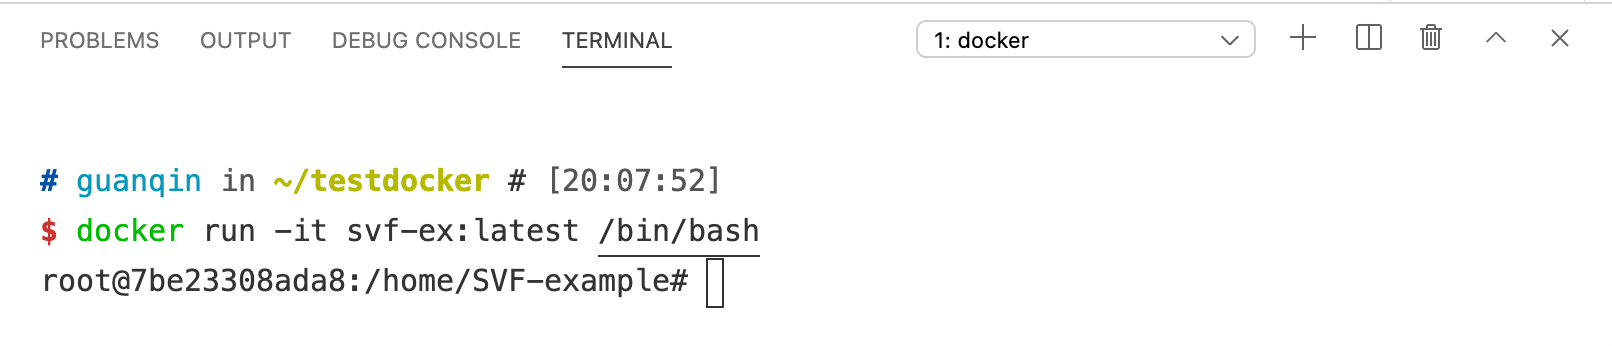 PROBLEMS OUTPUT DEBUG CONSOLE TERMINAL 1: docker
# guanqin in ~/testdocker # [20:07:52]
$ docker run -it svf-ex:latest /bin/bash
root@7be23308ada8:/home/SVF-example#